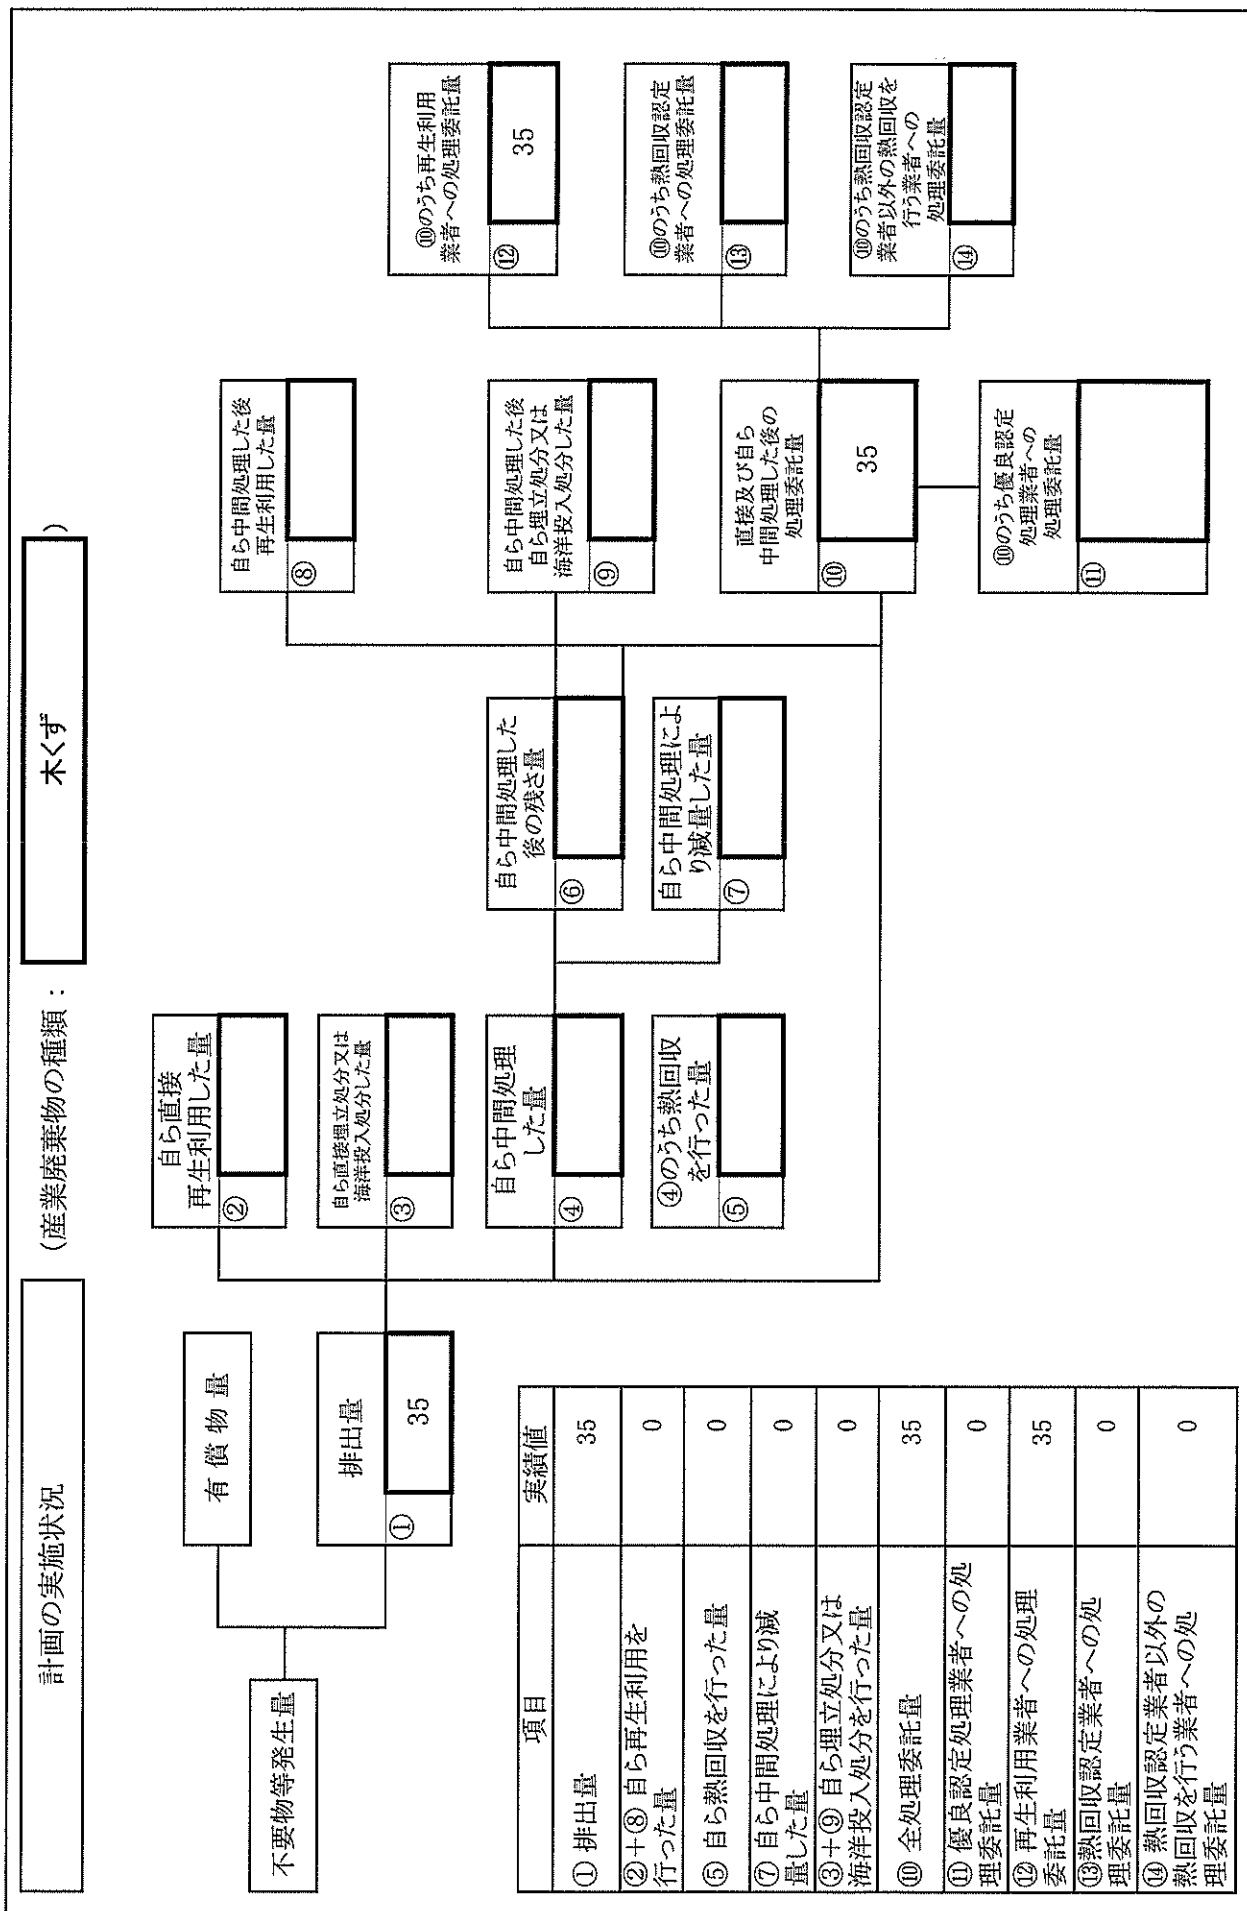 計画の実施状況
(産業廃棄物の種類：
木くず
)
不要物等発生量
有償物量
排出量
①
35
自ら直接
再生利用した量
②
自ら直接埋立処分又は
海洋投入処分した量
③
自ら中間処理
した量
④
④のうち熱回収
を行った量
⑤
自ら中間処理した
後の残さ量
⑥
自ら中間処理によ
り減量した量
⑦
自ら中間処理した後
再生利用した量
⑧
自ら中間処理した後
自ら埋立処分又は
海洋投入処分した量
⑨
直接及び自ら
中間処理した後の
処理委託量
⑩
35
⑩のうち優良認定
処理業者への
処理委託量
⑪
⑩のうち再生利用
業者への処理委託量
⑫
35
⑩のうち熱回収認定
業者への処理委託量
⑬
⑩のうち熱回収認定
業者以外の熱回収を
行う業者への
処理委託量
⑭
項目
実績値
① 排出量
35
②＋⑧ 自ら再生利用を
行った量
0
⑤ 自ら熱回収を行った量
0
⑦ 自ら中間処理により減
量した量
0
③＋⑨ 自ら埋立処分又は
海洋投入処分を行った量
0
⑩ 全処理委託量
35
⑪ 優良認定処理業者への処
理委託量
0
⑫ 再生利用業者への処理
委託量
35
⑬熱回収認定業者への処
理委託量
0
⑭ 熱回収認定業者以外の
熱回収を行う業者への処
理委託量
0